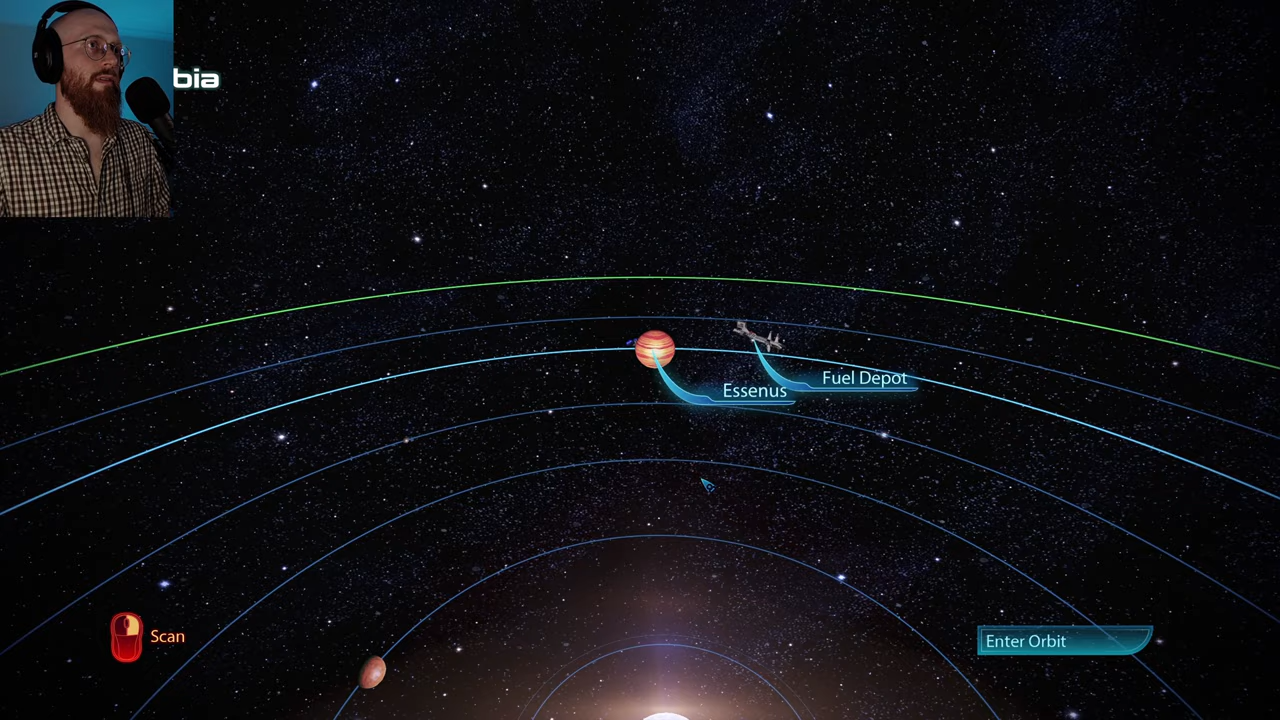 bia
Fuel Depot
Essenus
Scan
Enter Orbit